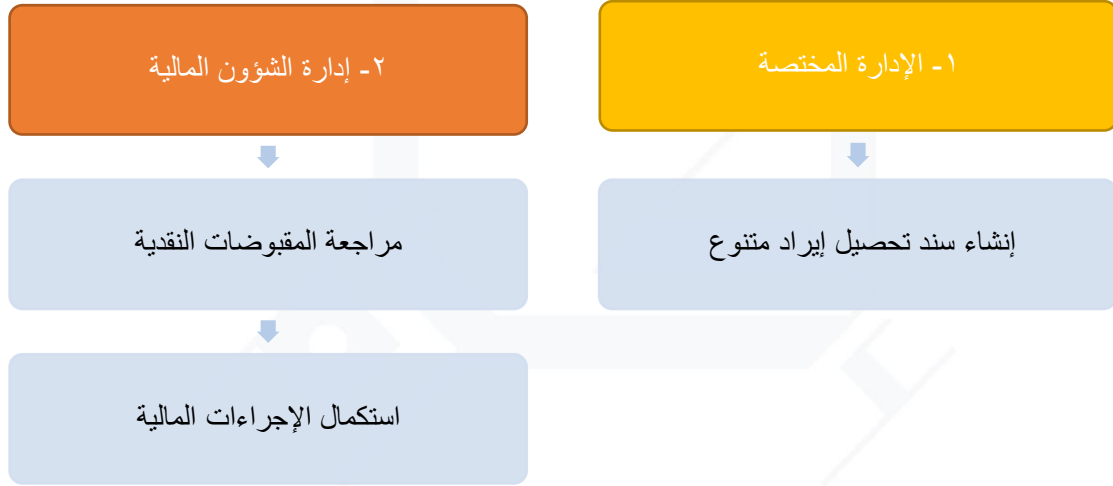 ١- الإدارة المختصة
إنشاء سند تحصيل إيراد متنوع
٢- إدارة الشؤون المالية
مراجعة المقبوضات النقدية
استكمال الإجراءات المالية